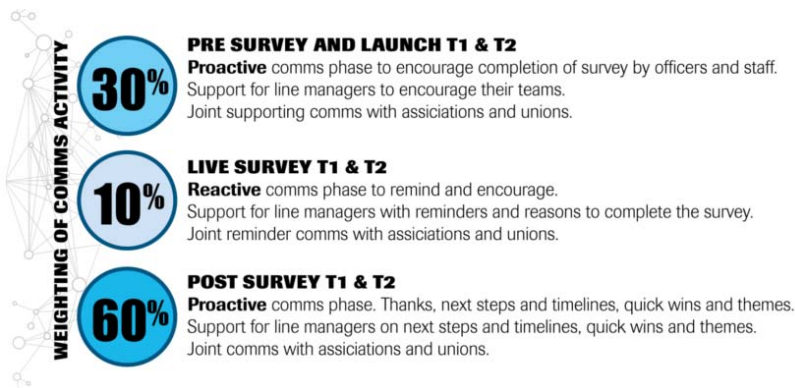 WEIGHTING OF COMMS ACTIVITY
30%
PRE SURVEY AND LAUNCH T1 & T2
Proactive comms phase to encourage completion of survey by officers and staff.
Support for line managers to encourage their teams.
Joint supporting comms with assiciations and unions.
10%
LIVE SURVEY T1 & T2
Reactive comms phase to remind and encourage.
Support for line managers with reminders and reasons to complete the survey.
Joint reminder comms with assiciations and unions.
60%
POST SURVEY T1 & T2
Proactive comms phase. Thanks, next steps and timelines, quick wins and themes.
Support for line managers on next steps and timelines, quick wins and themes.
Joint comms with assiciations and unions.